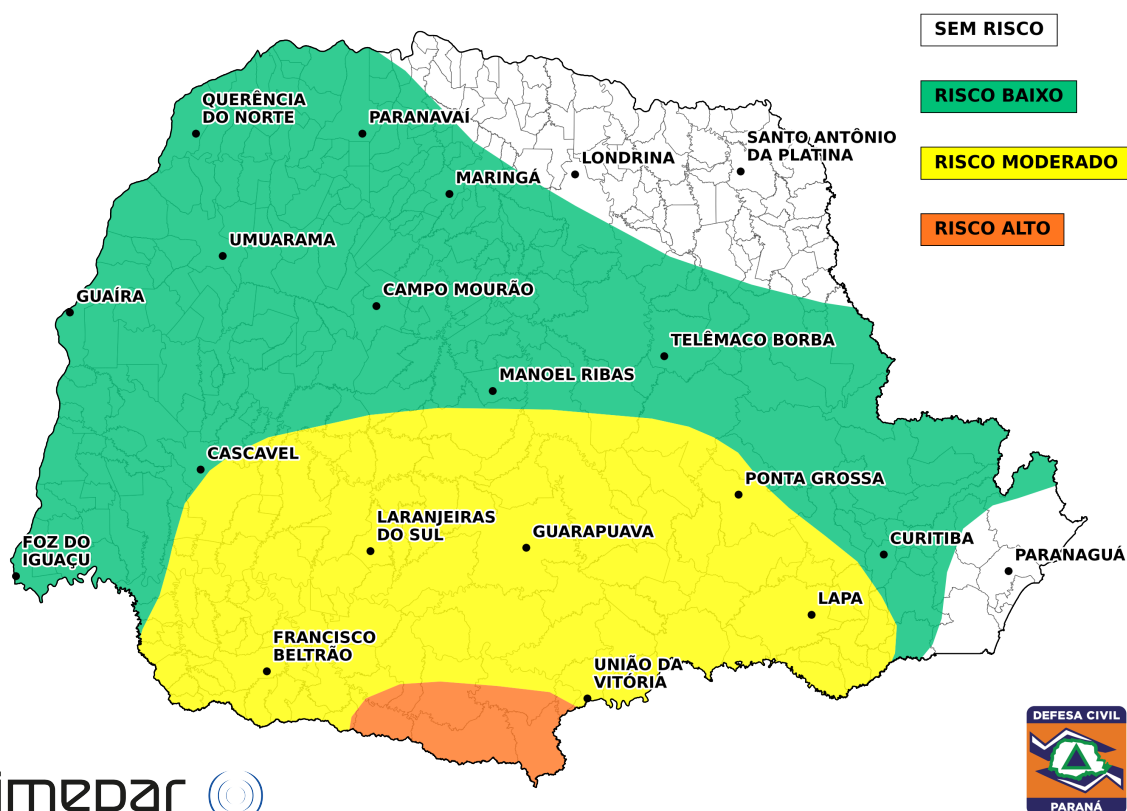 SEM RISCO
RISCO BAIXO
RISCO MODERADO
RISCO ALTO
QUERÊNCIA
DO NORTE
PARANAVAÍ
SANTO ANTÔNIO
DA PLATINA
LONDRINA
MARINGÁ
UMUARAMA
CAMPO MOURÃO
GUAÍRA
TELÊMACO BORBA
MANOEL RIBAS
CASCAVEL
PONTA GROSSA
LARANJEIRAS
DO SUL
GUARAPUAVA
CURITIBA
FOZ DO
IGUAÇU
PARANAGUÁ
LAPA
FRANCISCO
BELTRÃO
UNIÃO DA
VITÓRIA
DEFESA CIVIL
PARANÁ
imepar